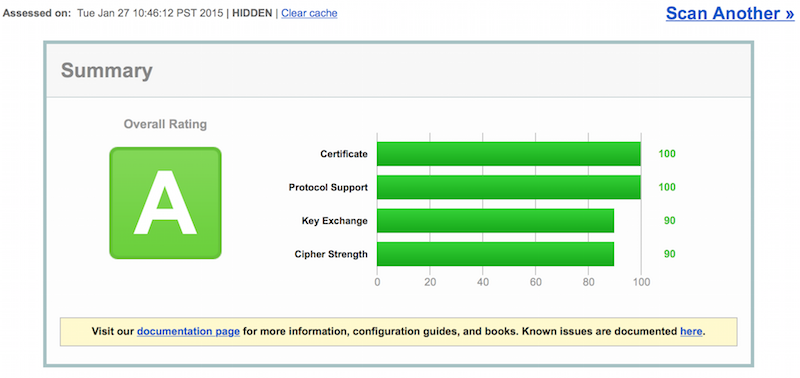 Assessed on: Tue Jan 27 10:46:12 PST 2015 | HIDDEN | Clear cache
Scan Another »
Summary
Overall Rating
A
Certificate 100
Protocol Support 100
Key Exchange 90
Cipher Strength 90
0 20 40 60 80 100
Visit our documentation page for more information, configuration guides, and books. Known issues are documented here.